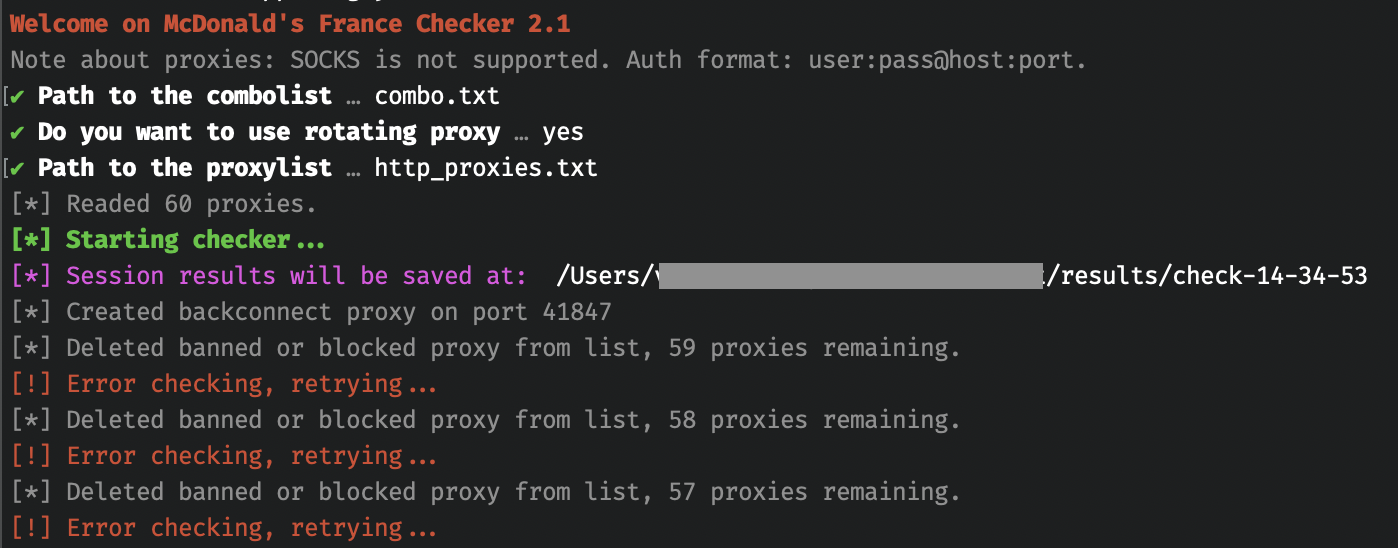 Welcome on McDonald's France Checker 2.1
Note about proxies: SOCKS is not supported. Auth format: user:pass@host:port.
[✔ Path to the combolist … combo.txt
✔ Do you want to use rotating proxy … yes
[✔ Path to the proxylist … http_proxies.txt
[*] Readed 60 proxies.
[*] Starting checker...
[*] Session results will be saved at: /Users/ /results/check-14-34-53
[*] Created backconnect proxy on port 41847
[*] Deleted banned or blocked proxy from list, 59 proxies remaining.
[!] Error checking, retrying...
[*] Deleted banned or blocked proxy from list, 58 proxies remaining.
[!] Error checking, retrying...
[*] Deleted banned or blocked proxy from list, 57 proxies remaining.
[!] Error checking, retrying...